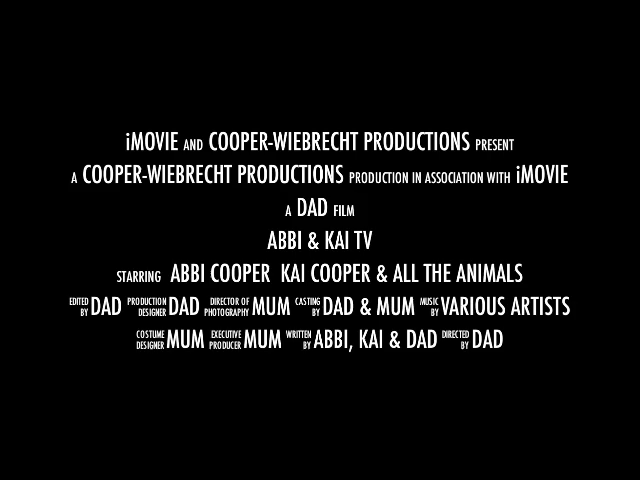 iMOVIE AND COOPER-WIEBRECHT PRODUCTIONS PRESENT
A COOPER-WIEBRECHT PRODUCTIONS PRODUCTION IN ASSOCIATION WITH iMOVIE
A DAD FILM
ABBI & KAI TV
STARRING ABBI COOPER KAI COOPER & ALL THE ANIMALS
EDITED BY DAD PRODUCTION DESIGNER DAD DIRECTOR OF PHOTOGRAPHY MUM CASTING BY DAD & MUM MUSIC BY VARIOUS ARTISTS
COSTUME DESIGNER MUM EXECUTIVE PRODUCER MUM WRITTEN BY ABBI, KAI & DAD DIRECTED BY DAD